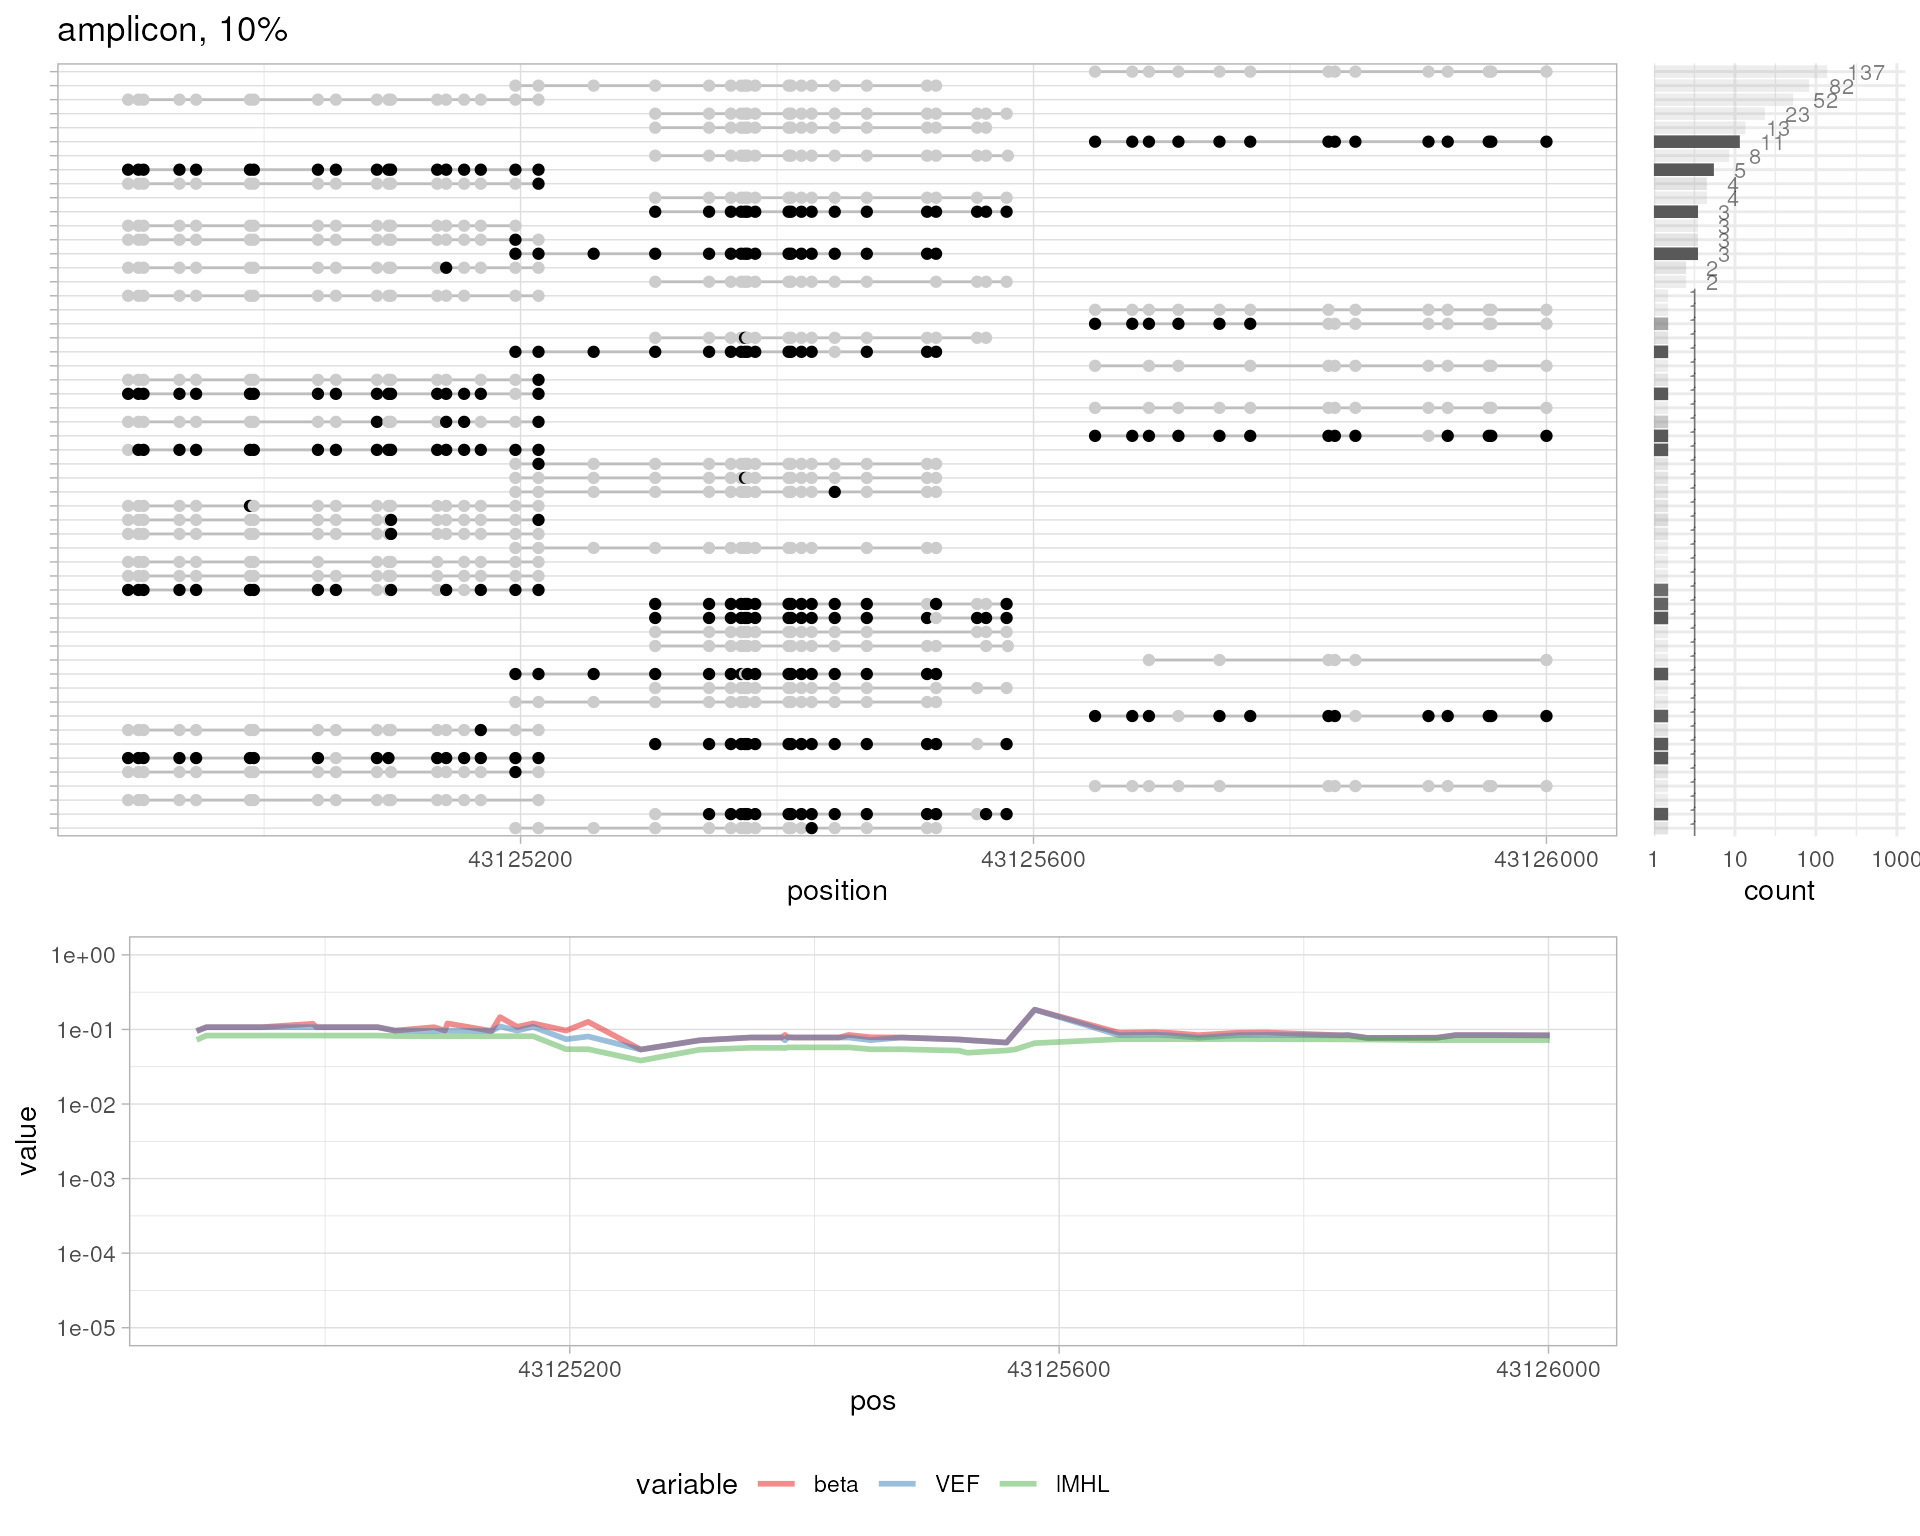 amplicon, 10%
137
82
52
23
13
11
8
5
4
4
3
3
3
3
2
2
43125200 43125600 43126000
position
1 10 100 1000
count
1e+00
1e-01
1e-02
1e-03
1e-04
1e-05
value
43125200 43125600 43126000
pos
variable beta VEF lMHL